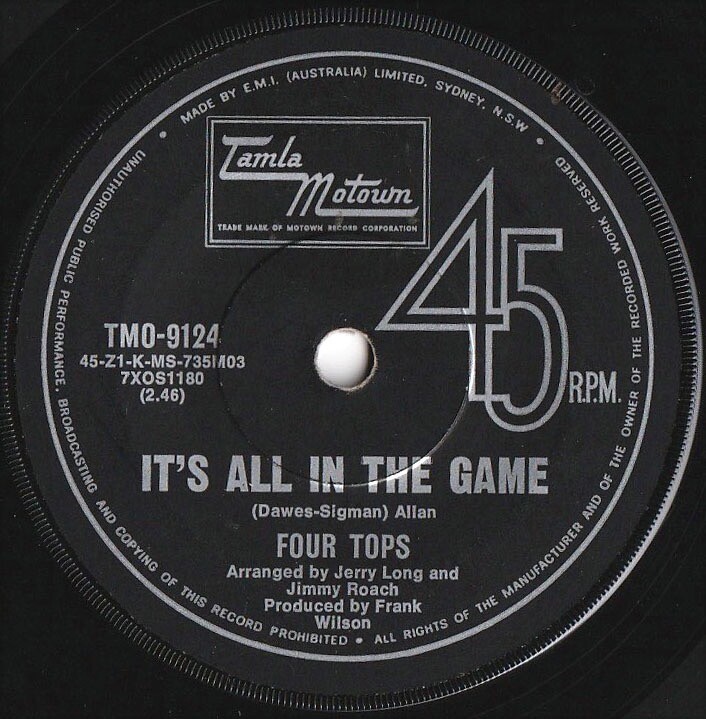 MADE BY E.M.I. (AUSTRALIA) LIMITED, SYDNEY, N.S.W •
Tamla
Motown
TRADE MARK OF MOTOWN RECORD CORPORATION
45
R.P.M.
TMO-9124
45-Z1-K-MS-735M03
7XOS1180
(2.46)
IT'S ALL IN THE GAME
(Dawes-Sigman) Allan
FOUR TOPS
Arranged by Jerry Long and
Jimmy Roach
Produced by Frank
Wilson
ALL RIGHTS OF THE MANUFACTURER AND OF THE OWNER OF THE RECORDED WORK RESERVED
UNAUTHORISED PUBLIC PERFORMANCE, BROADCASTING AND COPYING OF THIS RECORD PROHIBITED •